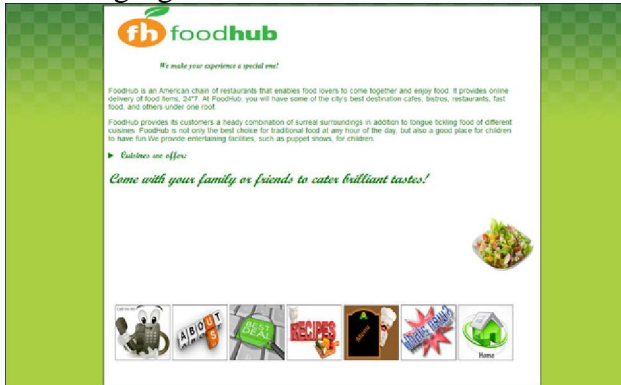 fh foodhub
We make your experience a special one!
FoodHub is an American chain of restaurants that enables food lovers to come together and enjoy food. It provides online
delivery of food items, 24*7. At FoodHub, you will have some of the city's best destination cafes, bistros, restaurants, fast
food, and others under one roof.
FoodHub provides its customers a heady combination of surreal surroundings in addition to tongue tickling food of different
cuisines. FoodHub is not only the best choice for traditional food at any hour of the day, but also a good place for children
to have fun.We provide entertaining facilities, such as puppet shows, for children.
▶ Cuisines we offer:
Come with your family or friends to cater brilliant tastes!
ABOUT US
BEST DEAL
RECIPES
Menu
Home